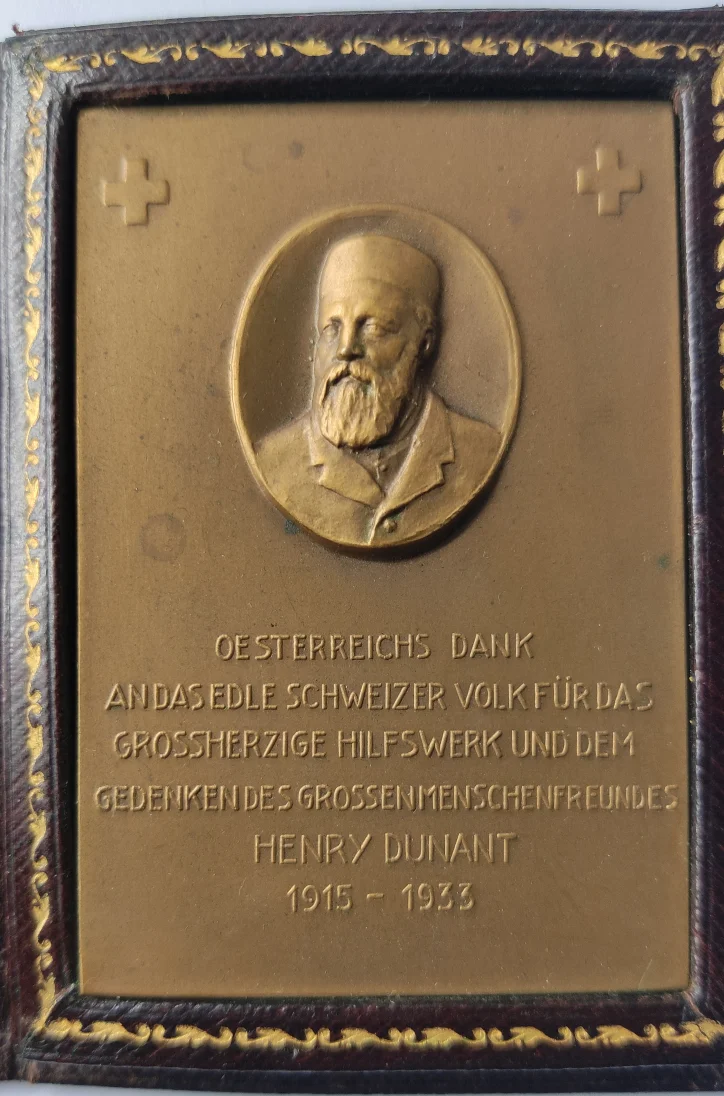 OESTERREICHS DANK
AN DAS EDLE SCHWEIZER VOLK FÜR DAS
GROSSHERZIGE HILFSWERK UND DEM
GEDENKEN DES GROSSEN MENSCHENFREUNDES
HENRY DUNANT
1915 - 1933